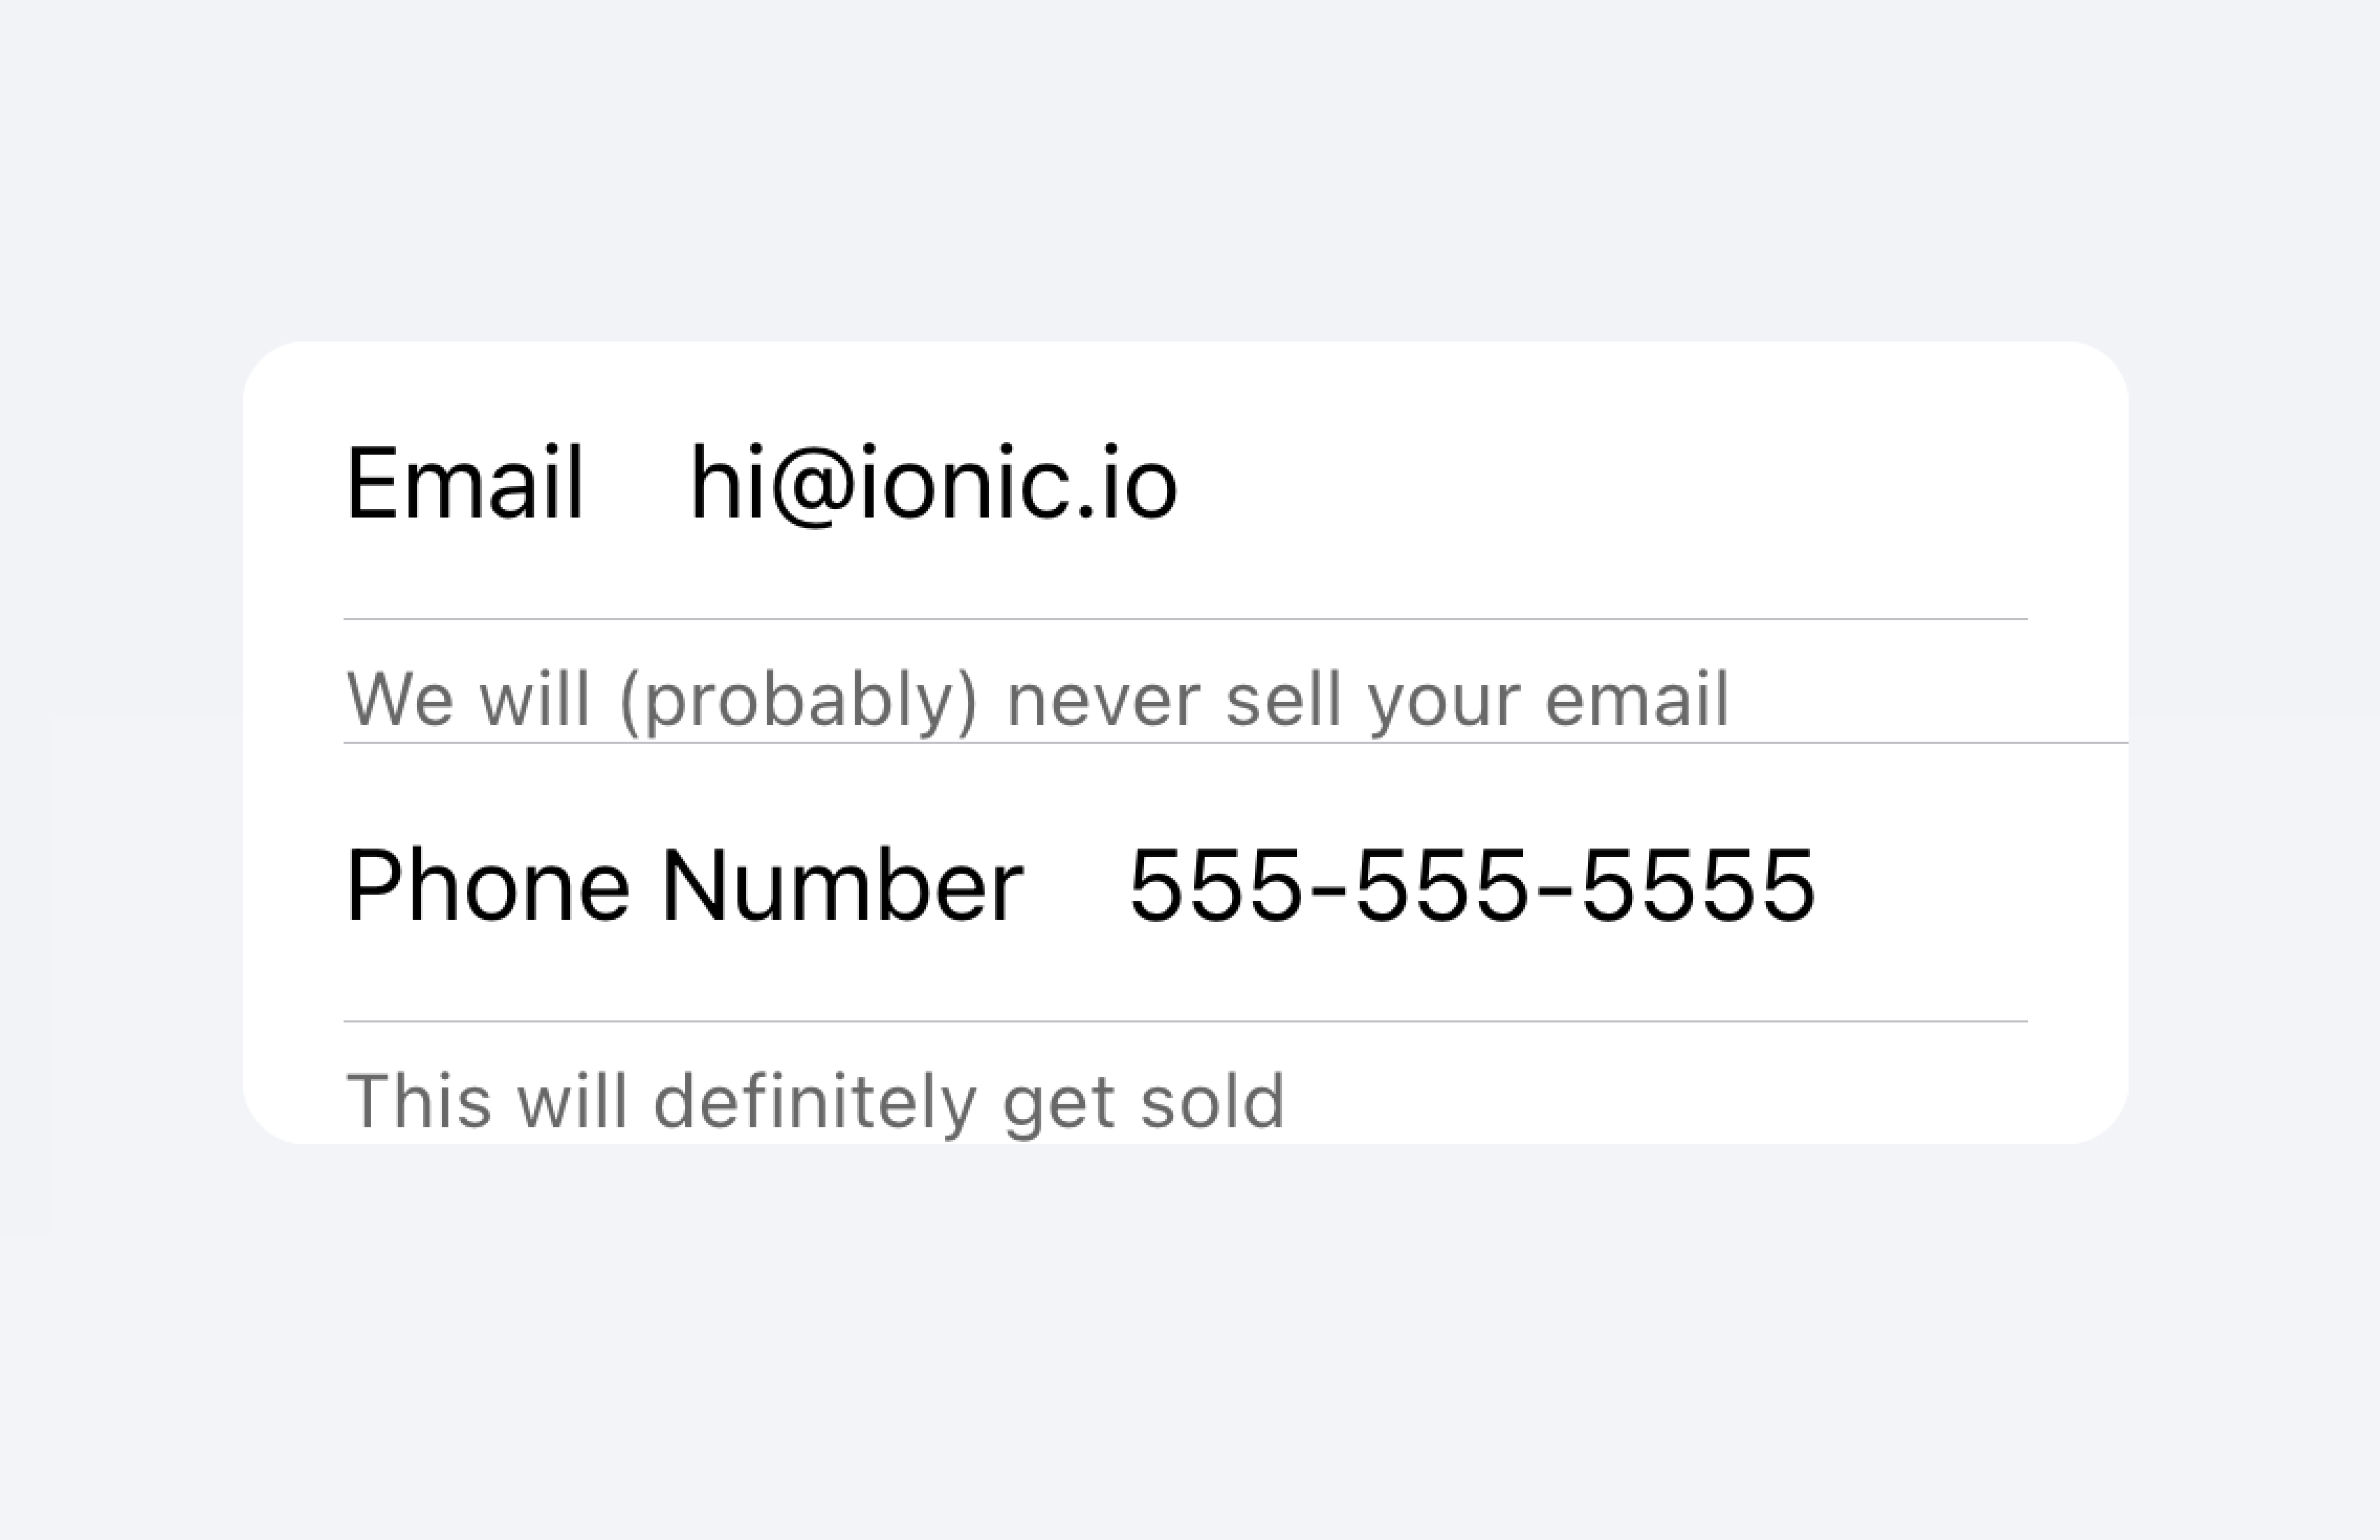 Email hi@ionic.io
We will (probably) never sell your email
Phone Number 555-555-5555
This will definitely get sold